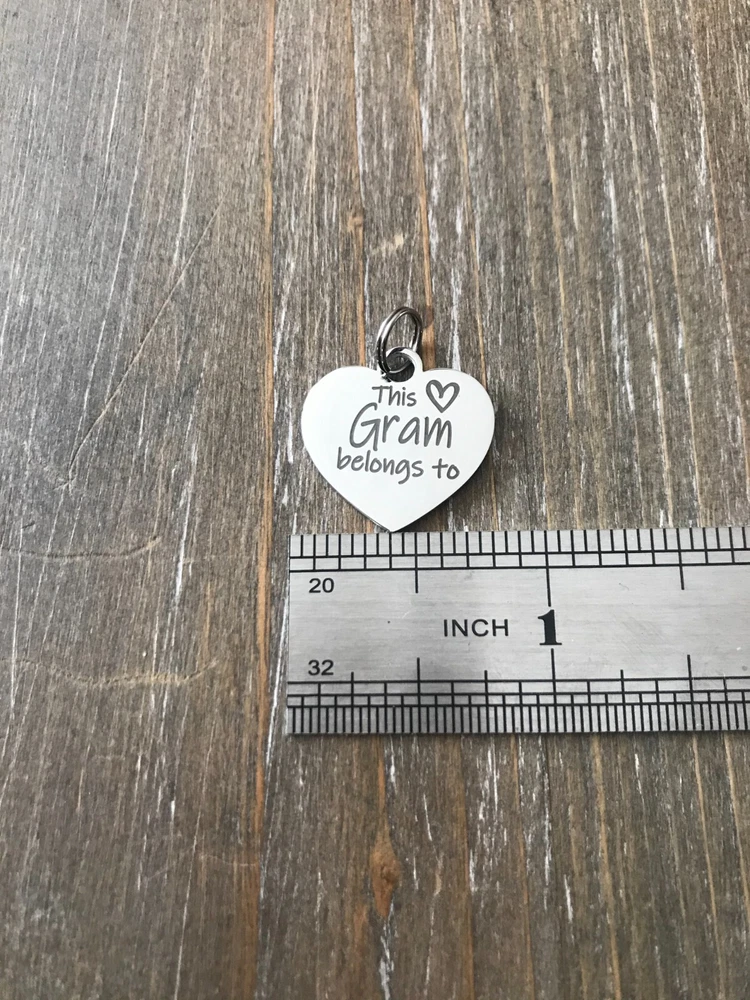 This
Gram
belongs to
20
INCH 1
32